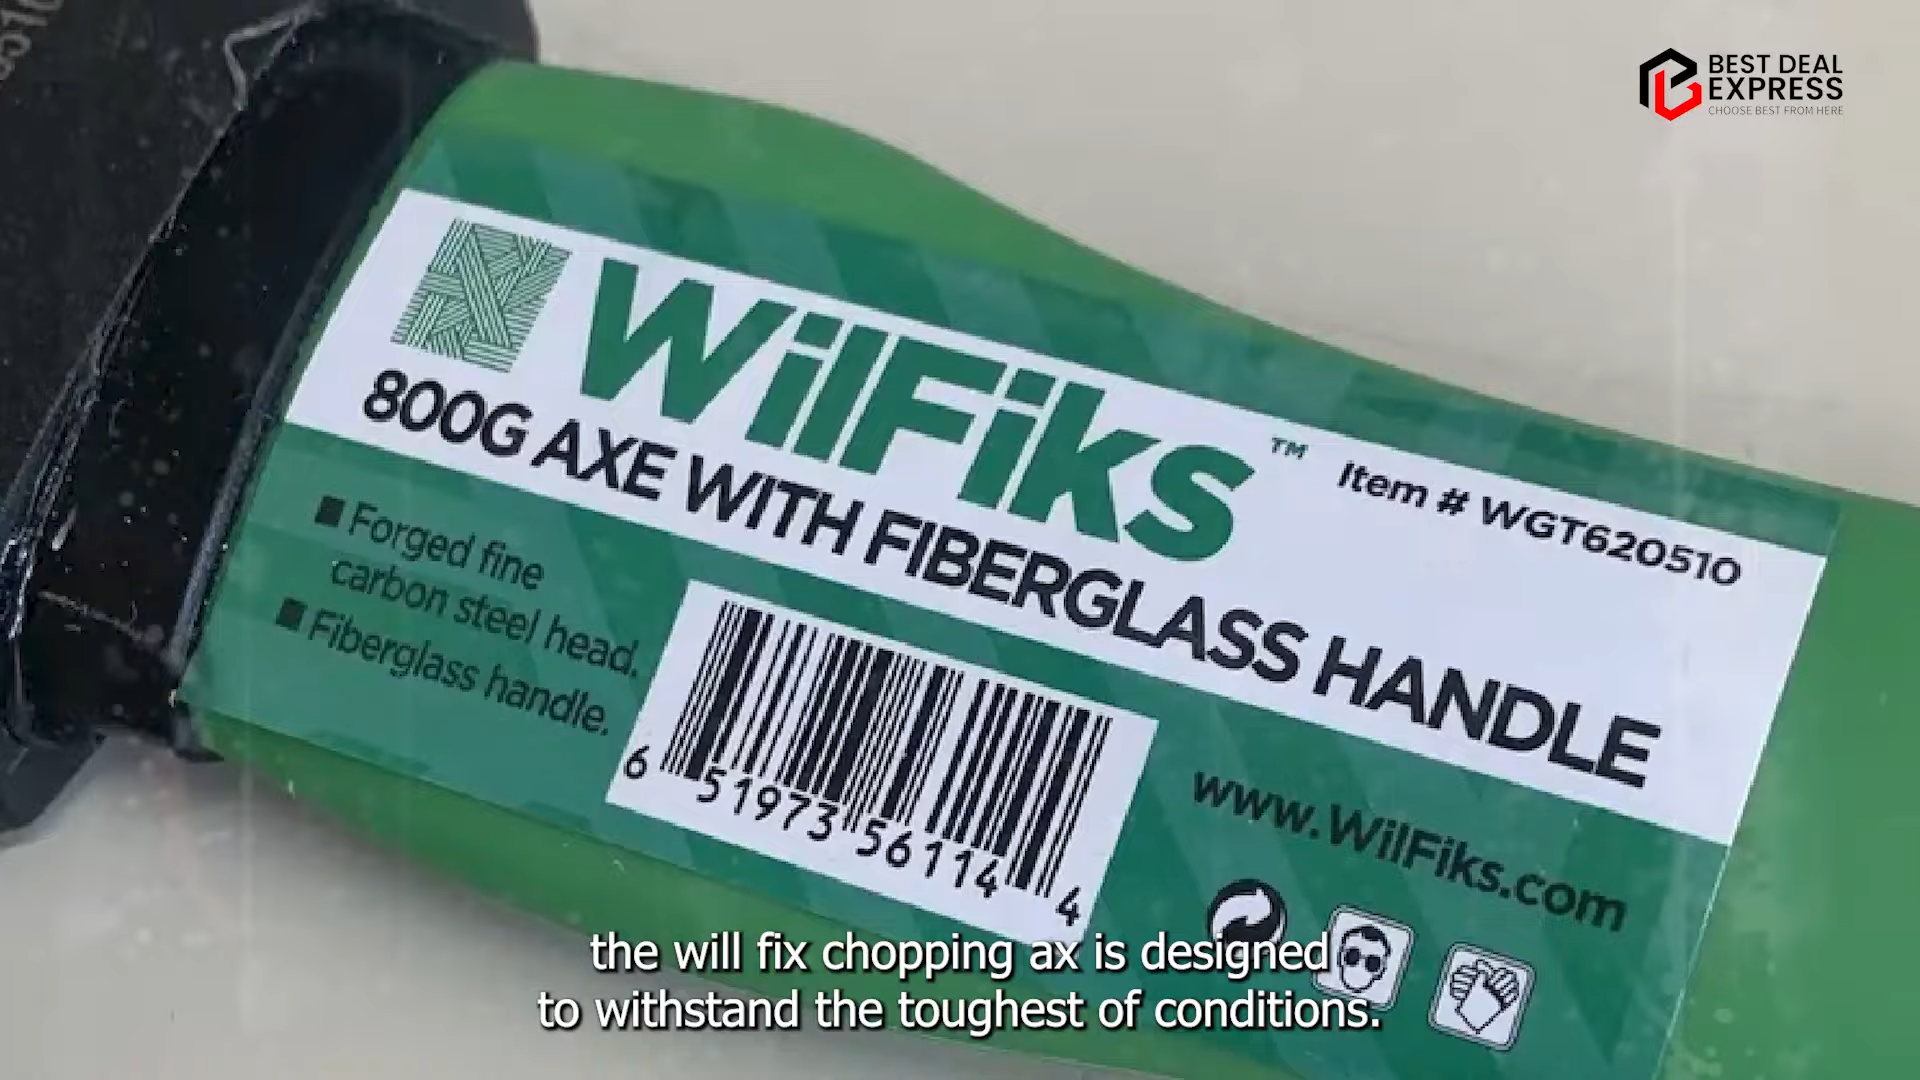 BEST DEAL
EXPRESS
CHOOSE BEST FROM HERE
WilFiks™
Item # WGT620510
800G AXE WITH FIBERGLASS HANDLE
■ Forged fine
carbon steel head.
■ Fiberglass handle.
6 51973 56114 4
www.WilFiks.com
the will fix chopping ax is designed
to withstand the toughest of conditions.